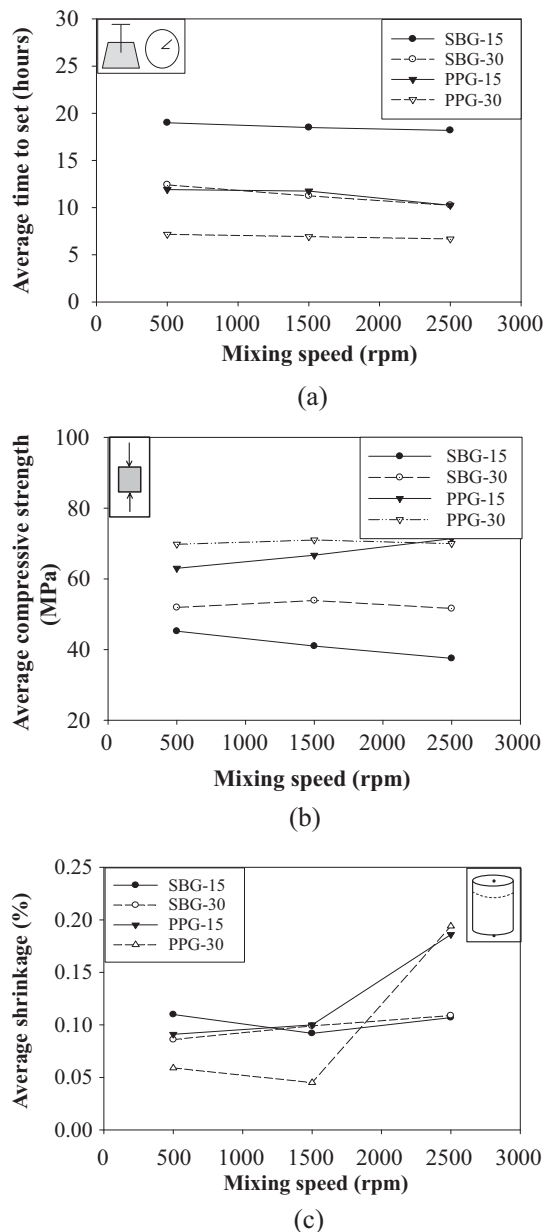 30
25
20
15
10
5
0
Average time to set (hours)
SBG-15
SBG-30
PPG-15
PPG-30
0 500 1000 1500 2000 2500 3000
Mixing speed (rpm)
(a)
100
80
60
40
20
Average compressive strength
(MPa)
SBG-15
SBG-30
PPG-15
PPG-30
0 500 1000 1500 2000 2500 3000
Mixing speed (rpm)
(b)
0.25
0.20
0.15
0.10
0.05
0.00
Average shrinkage (%)
SBG-15
SBG-30
PPG-15
PPG-30
0 500 1000 1500 2000 2500 3000
Mixing speed (rpm)
(c)